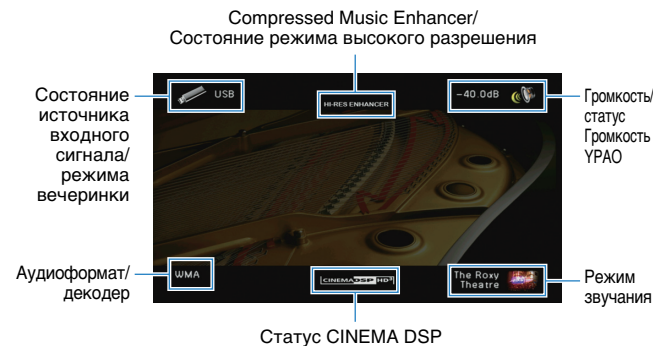 Compressed Music Enhancer/
Состояние режима высокого разрешения
Состояние
источника
входного
сигнала/
режима
вечеринки
USB
HI-RES ENHANCER
-40.0dB
Громкость/
статус
Громкость
YPAO
Аудиоформат/
декодер
WMA
CINEMA DSP HD³
The Roxy
Theatre
Режим
звучания
Статус CINEMA DSP